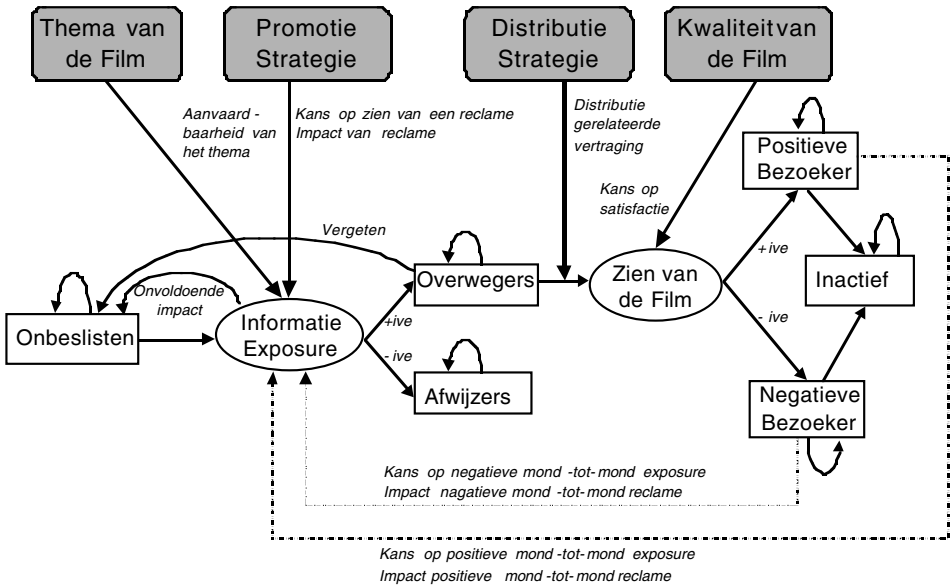 Thema van
de Film
Promotie
Strategie
Distributie
Strategie
Kwaliteitvan
de Film
Aanvaard -
baarheid van
het thema
Kans op zien van een reclame
Impact van reclame
Distributie
gerelateerde
vertraging
Kans op
satisfactie
Positieve
Bezoeker
Vergeten
Onvoldoende
impact
Overwegers
Zien van
de Film
+ive
- ive
Inactief
Onbeslisten
Informatie
Exposure
+ive
- ive
Afwijzers
Negatieve
Bezoeker
Kans op negatieve mond -tot-mond exposure
Impact nagatieve mond -tot-mond reclame
Kans op positieve mond -tot-mond exposure
Impact positieve mond -tot-mond reclame